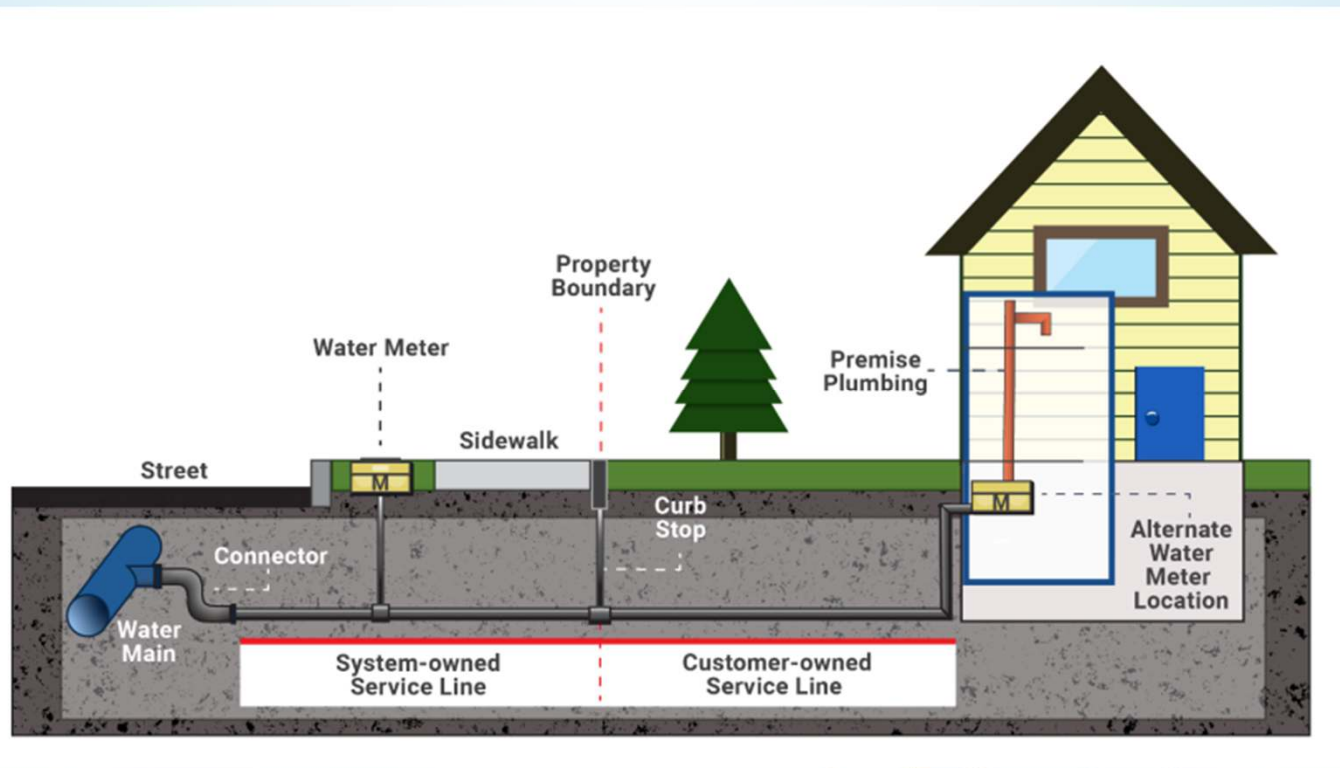 Property
Boundary
Water Meter
Premise
Plumbing
Sidewalk
Street
M
M
Curb
Stop
Alternate
Water
Meter
Location
Connector
Water
Main
System-owned
Service Line
Customer-owned
Service Line